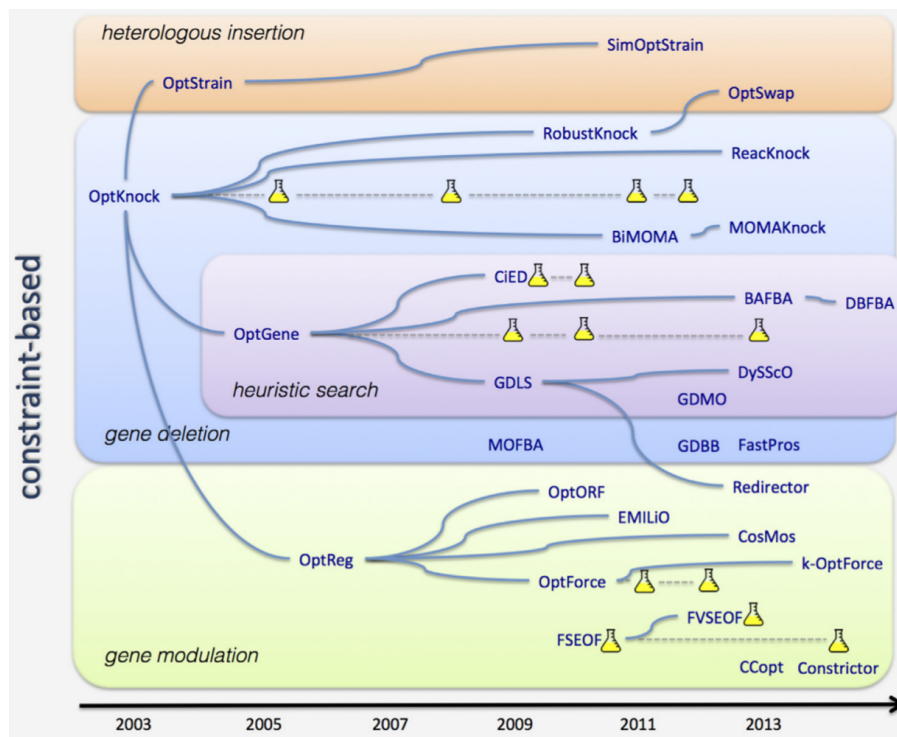 heterologous insertion
SimOptStrain
OptStrain
OptSwap
RobustKnock
ReacKnock
OptKnock
BiMOMA
MOMAKnock
CiED
BAFBA
DBFBA
OptGene
GDLS
DySScO
GDMO
heuristic search
gene deletion
MOFBA
GDBB
FastPros
Redirector
OptORF
EMILiO
CosMos
OptReg
k-OptForce
OptForce
FVSEOF
FSEOF
gene modulation
CCopt
Constrictor
constraint-based
2003 2005 2007 2009 2011 2013